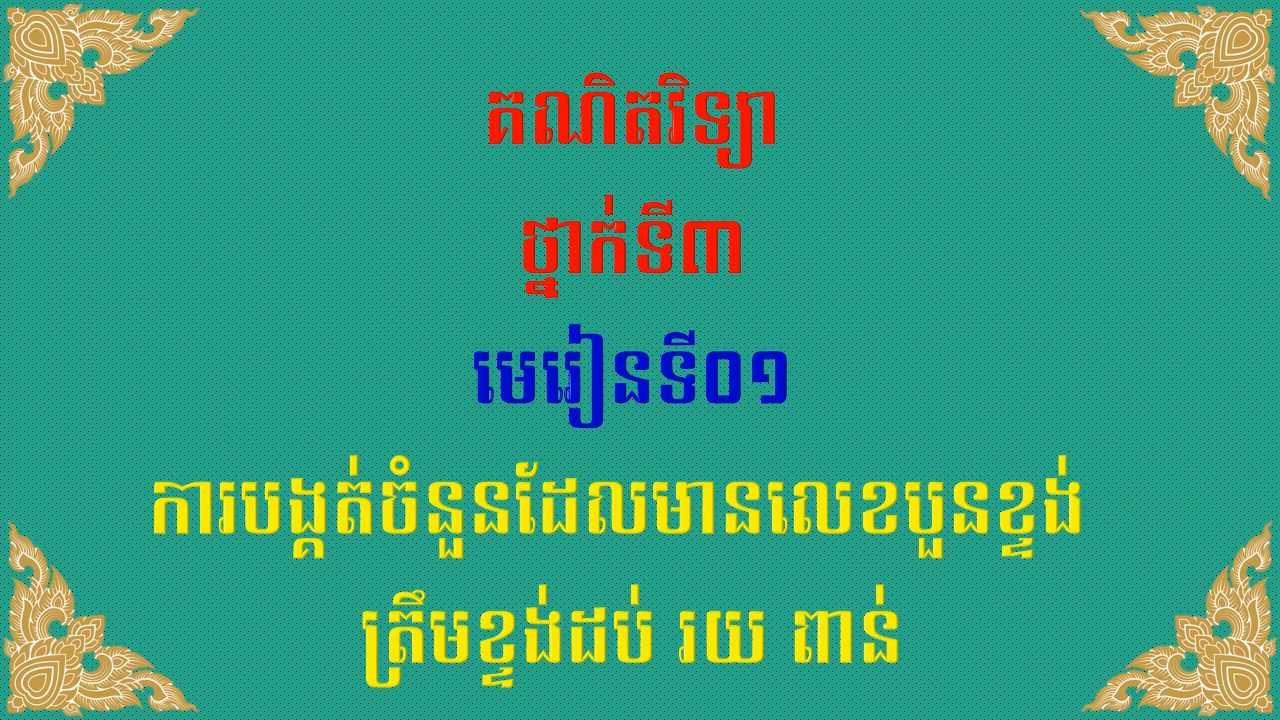 គណិតវិទ្យា
ថ្នាក់ទី៣
មេរៀនទី០១
ការបង្គត់ចំនួនដែលមានលេខបួនខ្ទង់
ត្រឹមខ្ទង់ដប់ រយ ពាន់